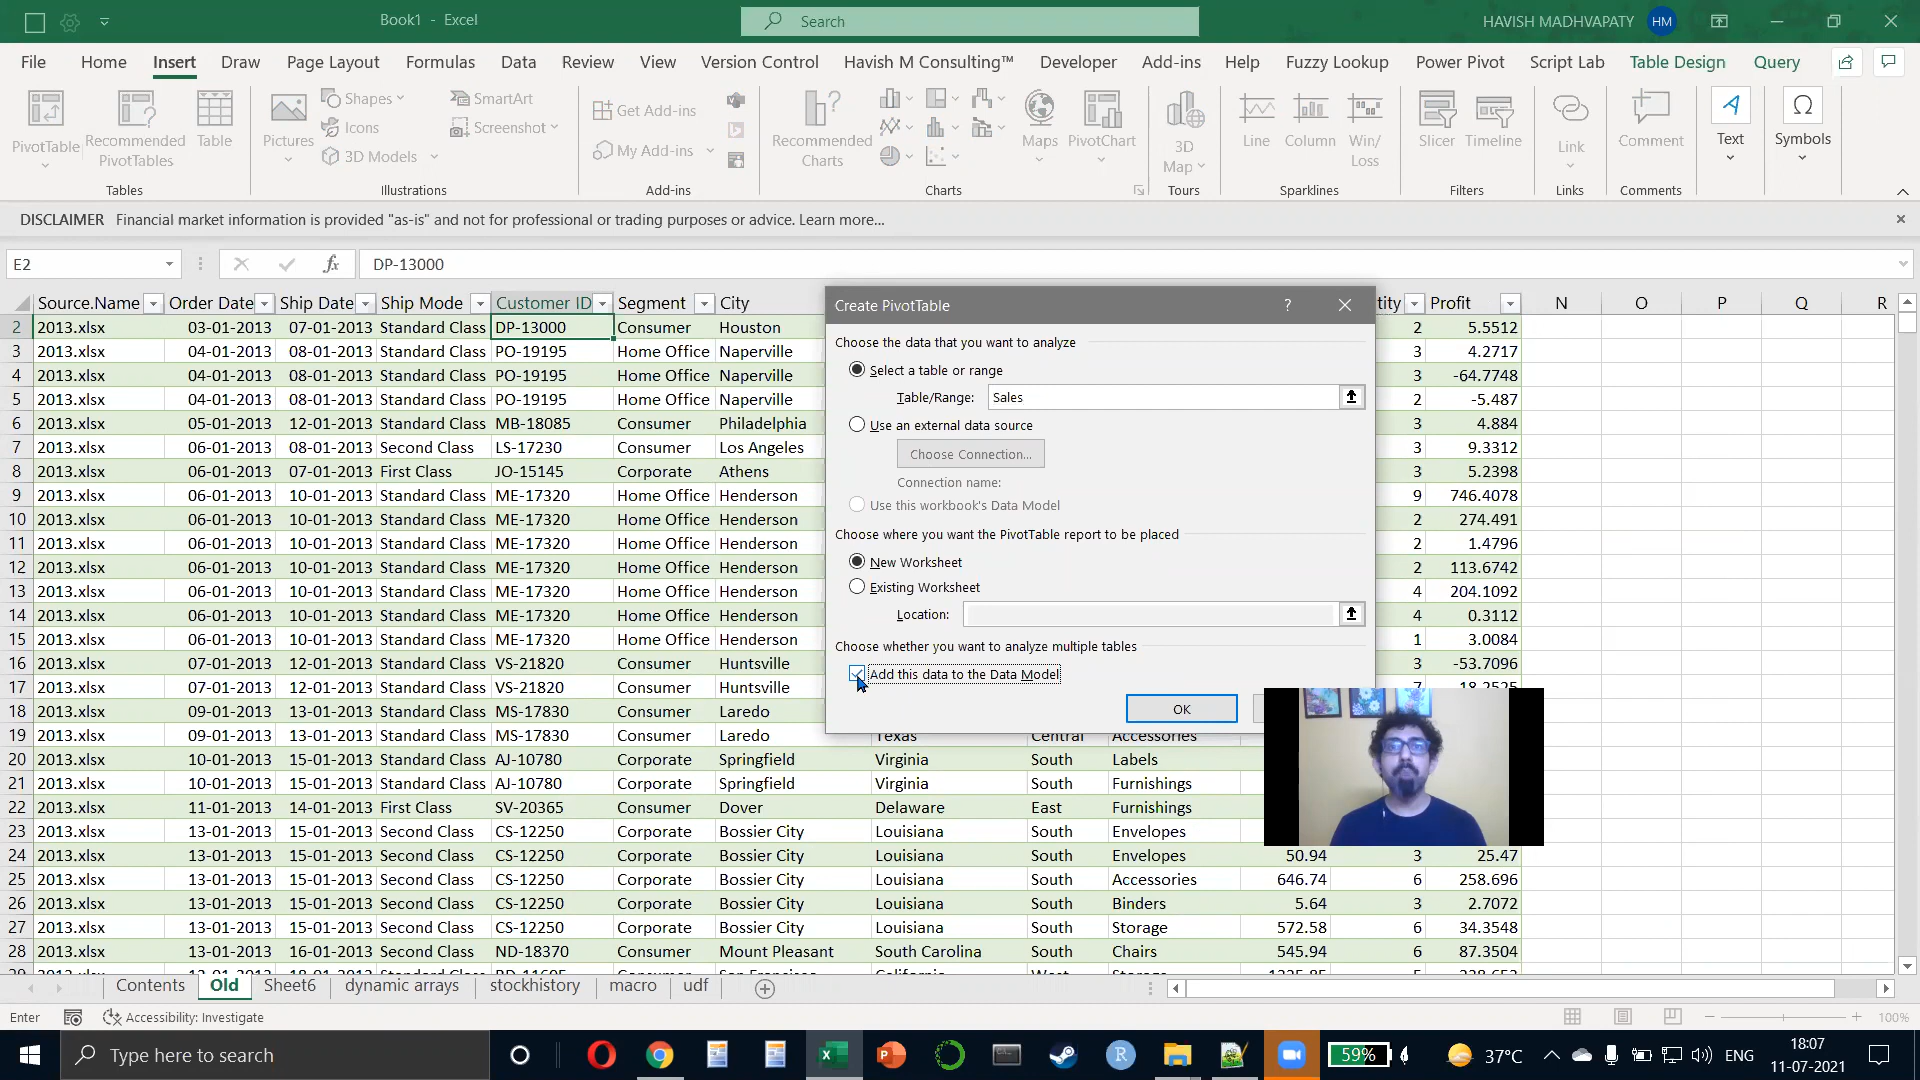 Book1 - Excel
Search
HAVISH MADHVAPATY HM
File Home Insert Draw Page Layout Formulas Data Review View Version Control Havish M Consulting™ Developer Add-ins Help Fuzzy Lookup Power Pivot Script Lab Table Design Query
PivotTable Recommended PivotTables Table
Tables
Pictures Shapes Icons 3D Models SmartArt Screenshot
Illustrations
Get Add-ins
My Add-ins
Add-ins
Recommended Charts Maps PivotChart
Charts
3D Map
Tours
Line Column Win/Loss
Sparklines
Slicer Timeline
Filters
Link
Links
Comment
Comments
Text
Symbols
DISCLAIMER Financial market information is provided "as-is" and not for professional or trading purposes or advice. Learn more...
E2 fx DP-13000
Source.Name Order Date Ship Date Ship Mode Customer ID Segment City tity Profit N O P Q R
2 2013.xlsx 03-01-2013 07-01-2013 Standard Class DP-13000 Consumer Houston 2 5.5512
3 2013.xlsx 04-01-2013 08-01-2013 Standard Class PO-19195 Home Office Naperville 3 4.2717
4 2013.xlsx 04-01-2013 08-01-2013 Standard Class PO-19195 Home Office Naperville 3 -64.7748
5 2013.xlsx 04-01-2013 08-01-2013 Standard Class PO-19195 Home Office Naperville 2 -5.487
6 2013.xlsx 05-01-2013 12-01-2013 Standard Class MB-18085 Consumer Philadelphia 3 4.884
7 2013.xlsx 06-01-2013 10-01-2013 Second Class LS-17230 Consumer Los Angeles 3 9.3312
8 2013.xlsx 06-01-2013 07-01-2013 First Class JO-15145 Corporate Athens 3 5.2398
9 2013.xlsx 06-01-2013 10-01-2013 Standard Class ME-17320 Home Office Henderson 9 746.4078
10 2013.xlsx 06-01-2013 10-01-2013 Standard Class ME-17320 Home Office Henderson 2 274.491
11 2013.xlsx 06-01-2013 10-01-2013 Standard Class ME-17320 Home Office Henderson 2 1.4796
12 2013.xlsx 06-01-2013 10-01-2013 Standard Class ME-17320 Home Office Henderson 2 113.6742
13 2013.xlsx 06-01-2013 10-01-2013 Standard Class ME-17320 Home Office Henderson 4 204.1092
14 2013.xlsx 06-01-2013 10-01-2013 Standard Class ME-17320 Home Office Henderson 4 0.3112
15 2013.xlsx 06-01-2013 10-01-2013 Standard Class ME-17320 Home Office Henderson 1 3.0084
16 2013.xlsx 07-01-2013 12-01-2013 Standard Class VS-21820 Consumer Huntsville 3 -53.7096
17 2013.xlsx 07-01-2013 12-01-2013 Standard Class VS-21820 Consumer Huntsville 7 -18.2525
18 2013.xlsx 09-01-2013 13-01-2013 Standard Class MS-17830 Consumer Laredo
19 2013.xlsx 09-01-2013 13-01-2013 Standard Class MS-17830 Consumer Laredo Texas Central Accessories
20 2013.xlsx 10-01-2013 15-01-2013 Standard Class AJ-10780 Corporate Springfield Virginia South Labels
21 2013.xlsx 10-01-2013 15-01-2013 Standard Class AJ-10780 Corporate Springfield Virginia South Furnishings
22 2013.xlsx 11-01-2013 14-01-2013 First Class SV-20365 Consumer Dover Delaware East Furnishings
23 2013.xlsx 13-01-2013 15-01-2013 Second Class CS-12250 Corporate Bossier City Louisiana South Envelopes
24 2013.xlsx 13-01-2013 15-01-2013 Second Class CS-12250 Corporate Bossier City Louisiana South Envelopes 50.94 3 25.47
25 2013.xlsx 13-01-2013 15-01-2013 Second Class CS-12250 Corporate Bossier City Louisiana South Accessories 646.74 6 258.696
26 2013.xlsx 13-01-2013 15-01-2013 Second Class CS-12250 Corporate Bossier City Louisiana South Binders 5.64 3 2.7072
27 2013.xlsx 13-01-2013 15-01-2013 Second Class CS-12250 Corporate Bossier City Louisiana South Storage 572.58 6 34.3548
28 2013.xlsx 13-01-2013 16-01-2013 Second Class ND-18370 Consumer Mount Pleasant South Carolina South Chairs 545.94 6 87.3504
Create PivotTable ?
Choose the data that you want to analyze
Select a table or range
Table/Range: Sales
Use an external data source
Choose Connection...
Connection name:
Use this workbook's Data Model
Choose where you want the PivotTable report to be placed
New Worksheet
Existing Worksheet
Location:
Choose whether you want to analyze multiple tables
Add this data to the Data Model
OK
Contents Old Sheet6 dynamic arrays stockhistory macro udf
Enter Accessibility: Investigate 100%
Type here to search 59% 37°C ENG 18:07
11-07-2021